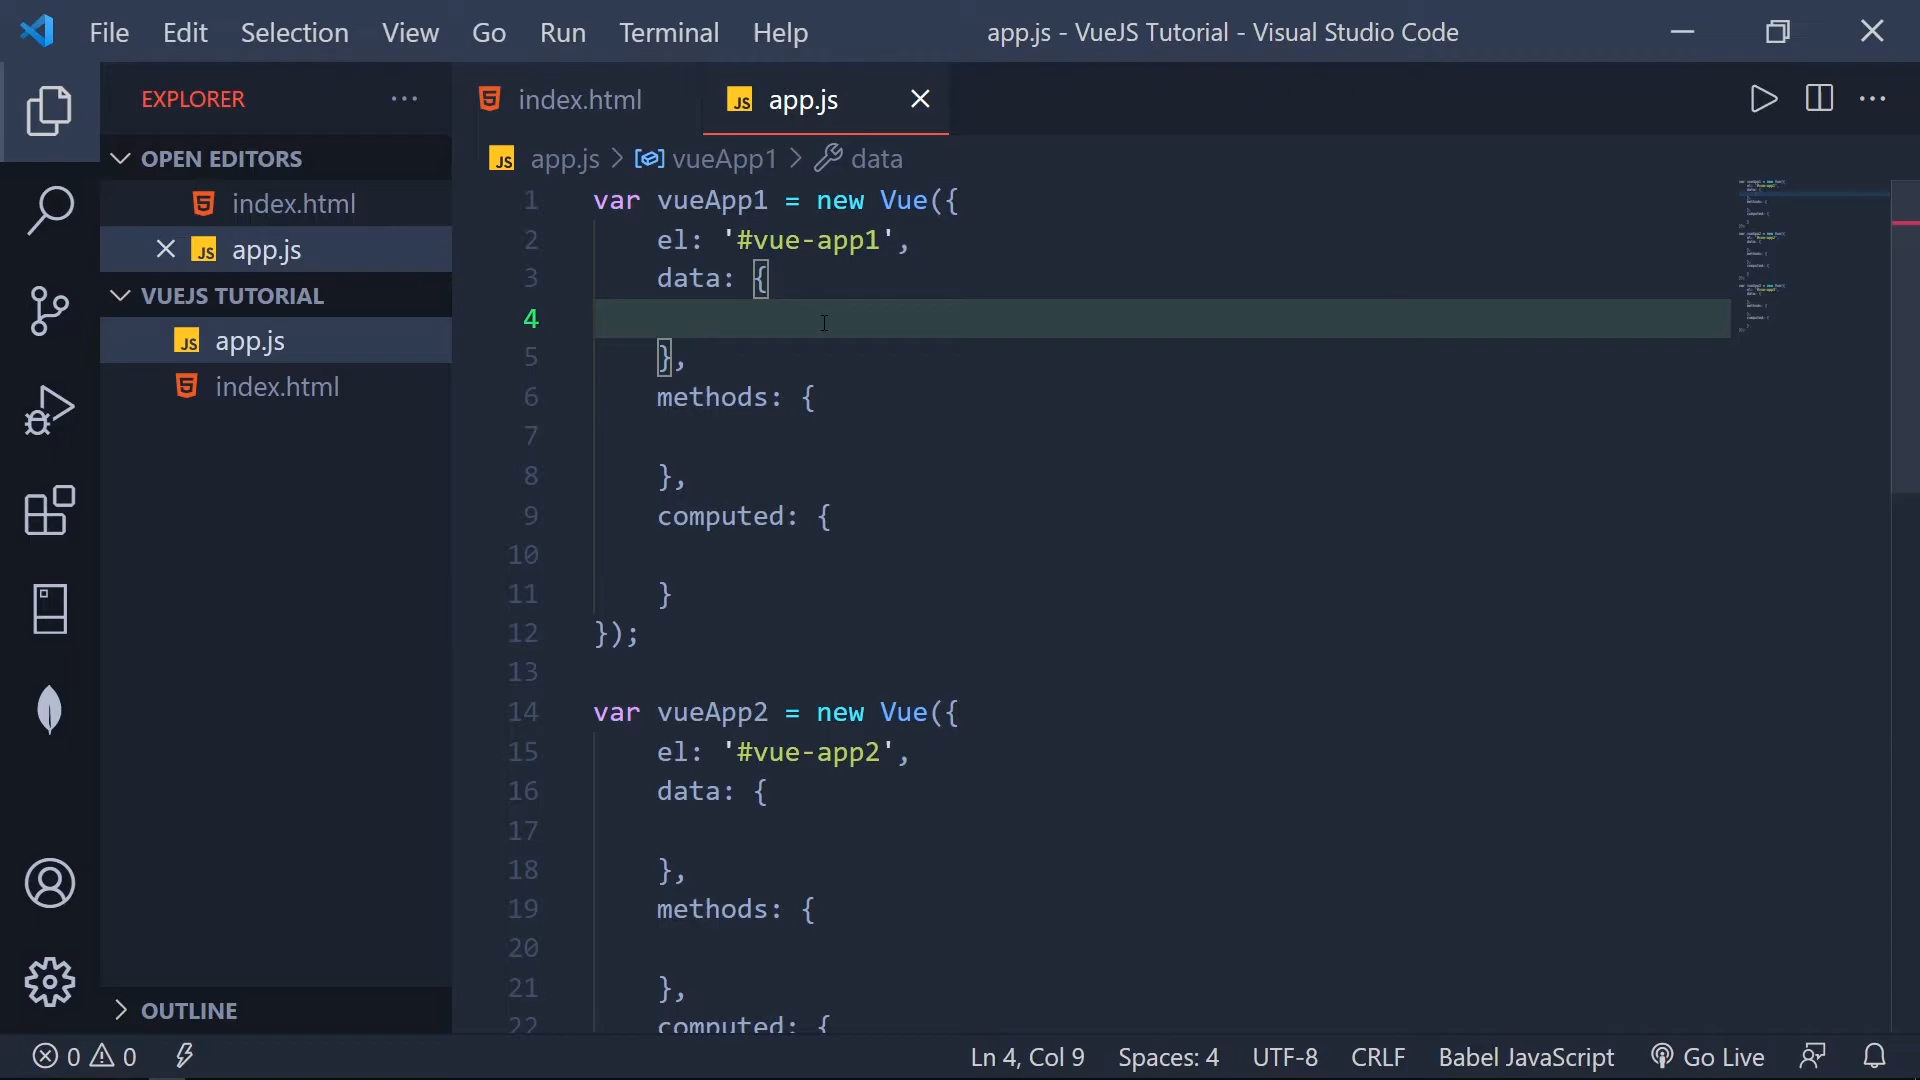 File Edit Selection View Go Run Terminal Help app.js - VueJS Tutorial - Visual Studio Code
EXPLORER
OPEN EDITORS
index.html
app.js
VUEJS TUTORIAL
app.js
index.html
OUTLINE
index.html app.js
app.js > vueApp1 > data
1 var vueApp1 = new Vue({
2 el: '#vue-app1',
3 data: {
4
5 },
6 methods: {
7
8 },
9 computed: {
10
11 }
12 });
13
14 var vueApp2 = new Vue({
15 el: '#vue-app2',
16 data: {
17
18 },
19 methods: {
20
21 },
22 computed: {
0 0 Ln 4, Col 9 Spaces: 4 UTF-8 CRLF Babel JavaScript Go Live